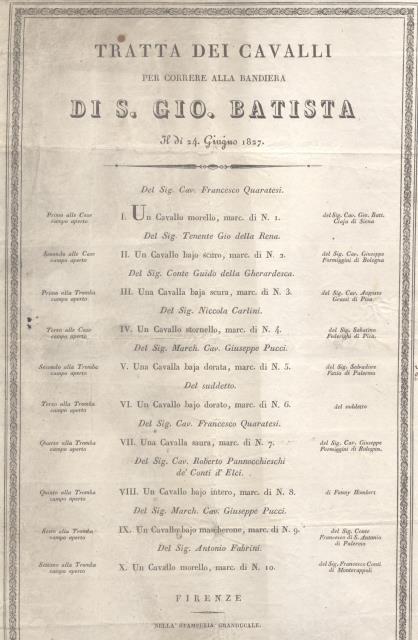 TRATTA DEI CAVALLI
PER CORRERE ALLA BANDIERA
DI S. GIO. BATISTA
Il dì 24. Giugno 1827.
Del Sig. Cav. Francesco Quaratesi.
Primo alle Case
campo aperto
I. Un Cavallo morello, marc. di N. 1.
del Sig. Cav. Gio. Batt.
Cioja di Siena
Del Sig. Tenente Gio della Rena.
Secondo alle Case
campo aperto
II. Un Cavallo bajo scuro, marc. di N. 2.
del Sig. Cav. Giuseppe
Formiggini di Bologna
Del Sig. Conte Guido della Gherardesca.
Primo alla Tromba
campo aperto
III. Una Cavalla baja scura, marc. di N. 3.
del Sig. Cav. Augusto
Grassi di Pisa.
Del Sig. Niccola Carlini.
Terzo alle Case
campo aperto
IV. Un Cavallo stornello, marc. di N. 4.
del Sig. Sabatino
Federighi di Pisa.
Del Sig. March. Cav. Giuseppe Pucci.
Secondo alla Tromba
campo aperto
V. Una Cavalla baja dorata, marc. di N. 5.
del Sig. Salvadore
di Palermo
Del suddetto.
Terzo alla Tromba
campo aperto
VI. Un Cavallo bajo dorato, marc. di N. 6.
del suddetto
Del Sig. Cav. Francesco Quaratesi.
Quarto alla Tromba
campo aperto
VII. Una Cavalla saura, marc. di N. 7.
del Sig. Cav. Giuseppe
Formiggini di Bologna.
Del Sig. Cav. Roberto Pannocchieschi
de' Conti d' Elci.
Quinto alla Tromba
campo aperto
VIII. Un Cavallo bajo intero, marc. di N. 8.
di Fanny Humbert
Del Sig. March. Cav. Giuseppe Pucci.
Sesto alla Tromba
campo aperto
IX. Un Cavallo bajo mascherone, marc. di N. 9.
del Sig. Conte
Francesco di S. Antonio
di Palermo
Del Sig. Antonio Fabrini.
Settimo alla Tromba
campo aperto
X. Un Cavallo morello, marc. di N. 10.
del Sig. Francesco Conti
di Monterappoli
FIRENZE
NELLA STAMPERIA GRANDUCALE.